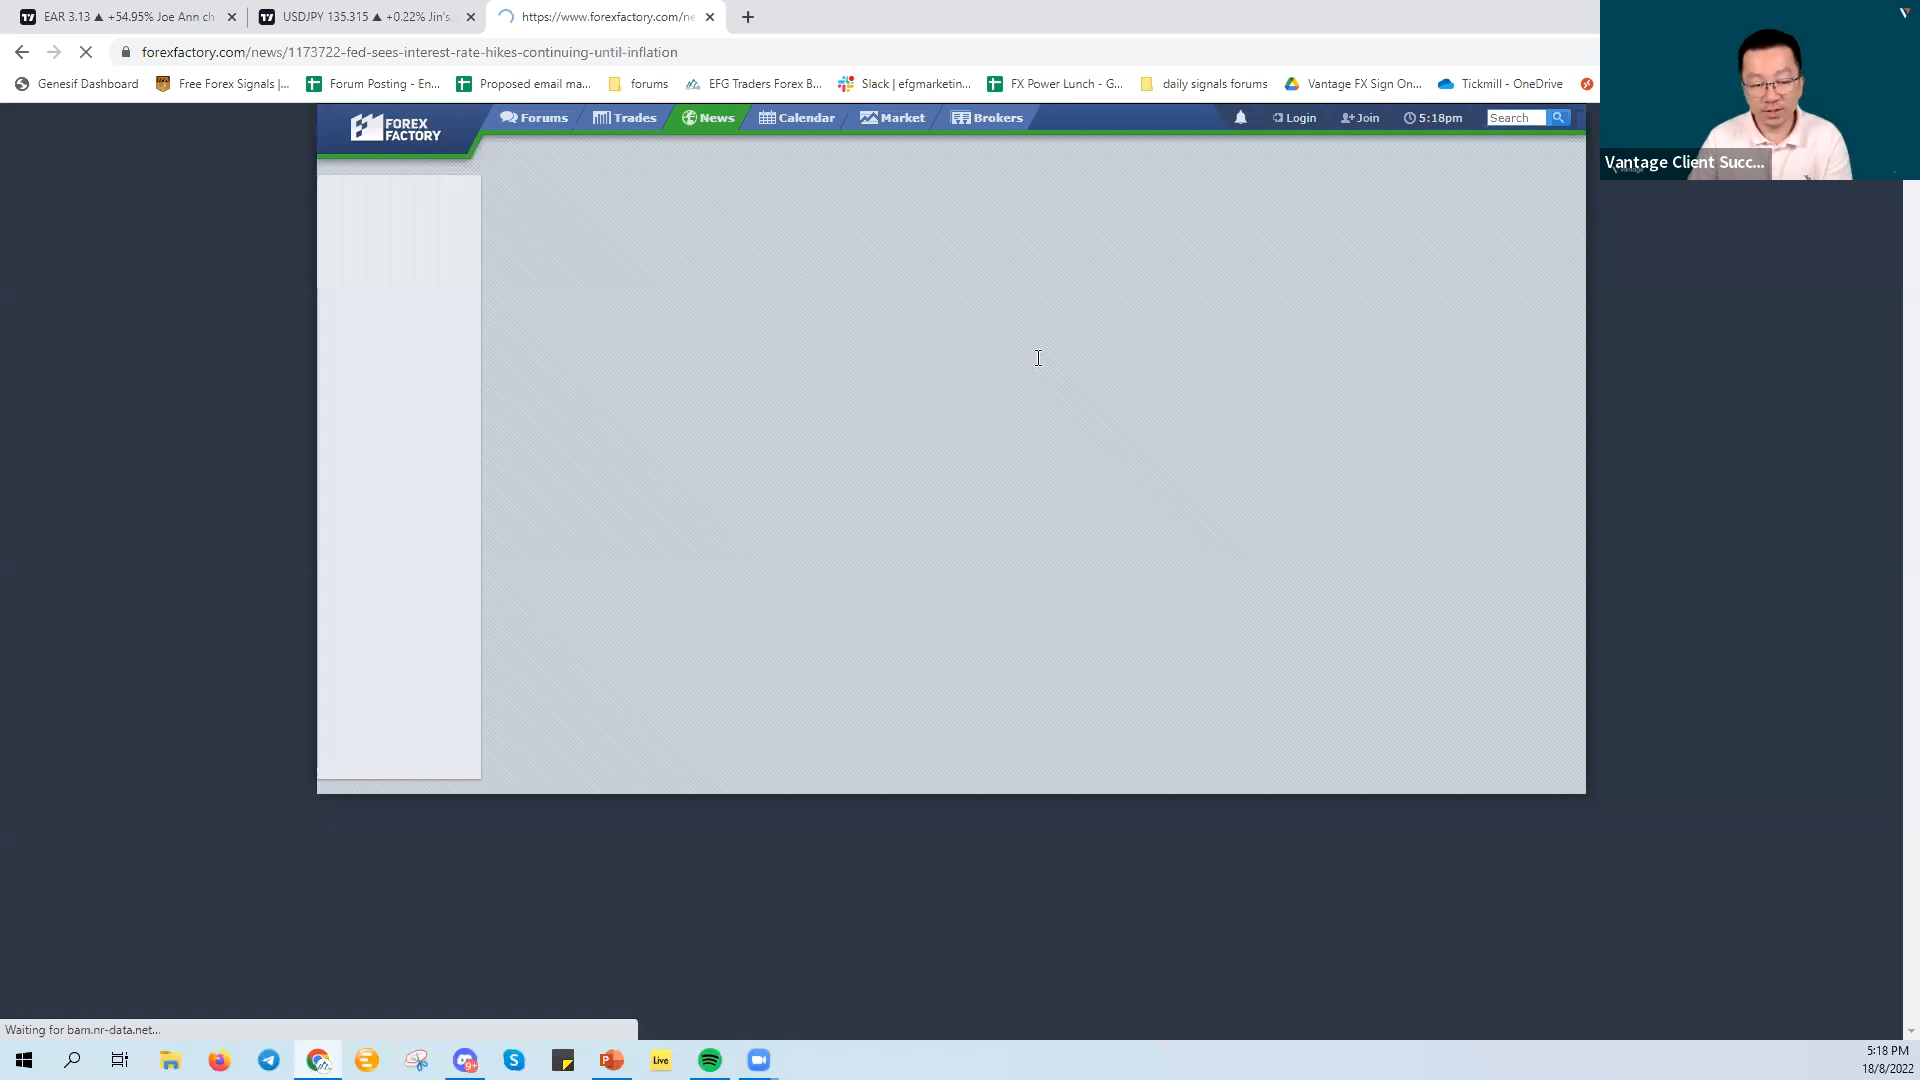 EAR 3.13 ▲ +54.95% Joe Ann ch
USDJPY 135.315 ▲ +0.22% Jin's
https://www.forexfactory.com/ne
forexfactory.com/news/1173722-fed-sees-interest-rate-hikes-continuing-until-inflation
Genesif Dashboard
Free Forex Signals |...
Forum Posting - En...
Proposed email ma...
forums
EFG Traders Forex B...
Slack | efgmarketin...
FX Power Lunch - G...
daily signals forums
Vantage FX Sign On...
Tickmill - OneDrive
FOREX
FACTORY
Forums
Trades
News
Calendar
Market
Brokers
Login
Join
5:18pm
Search
Vantage Client Succ...
Waiting for bam.nr-data.net...
9+
Live
5:18 PM
18/8/2022